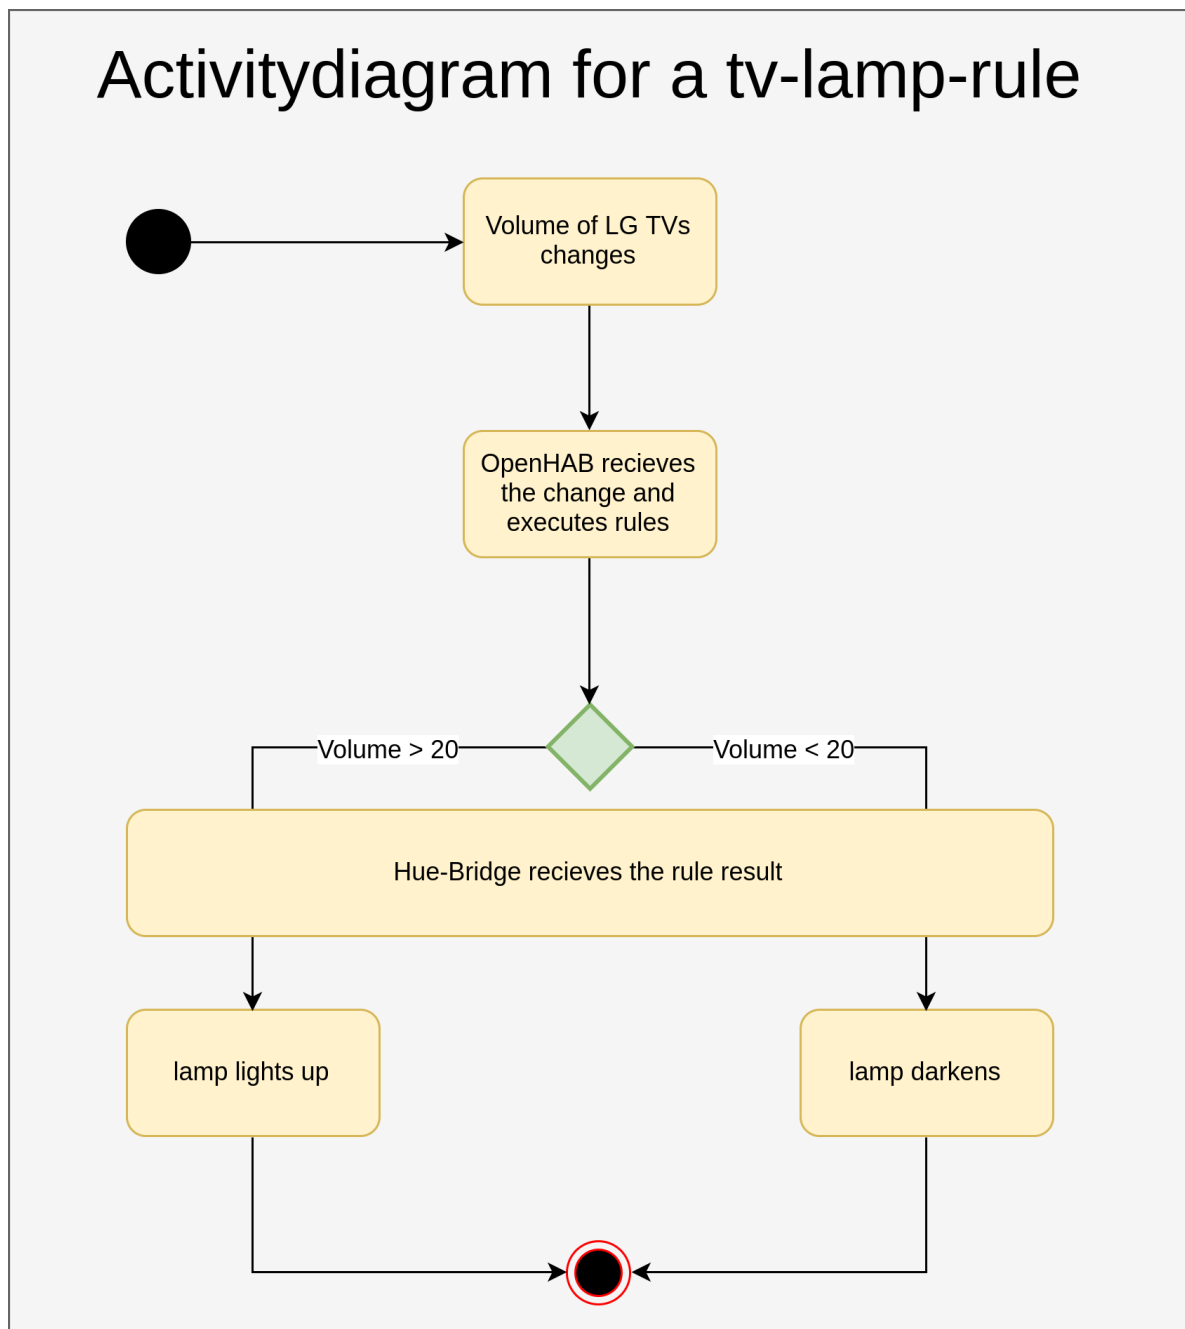 Activitydiagram for a tv-lamp-rule
Volume of LG TVs
changes
OpenHAB recieves
the change and
executes rules
Volume > 20
Volume < 20
Hue-Bridge recieves the rule result
lamp lights up
lamp darkens